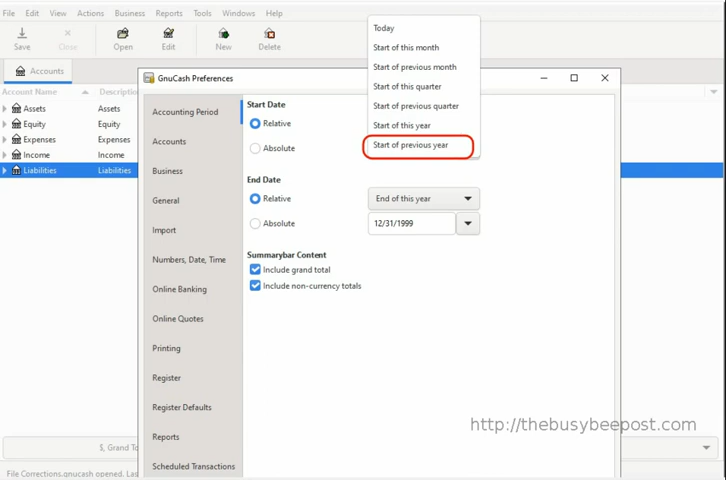 File Edit View Actions Business Reports Tools Windows Help
Save Close Open Edit New Delete
Accounts
Account Name Description
Assets Assets
Equity Equity
Expenses Expenses
Income Income
Liabilities Liabilities
GnuCash Preferences
Accounting Period
Accounts
Business
General
Import
Numbers, Date, Time
Online Banking
Online Quotes
Printing
Register
Register Defaults
Reports
Scheduled Transactions
Start Date
Relative
Absolute
Today
Start of this month
Start of previous month
Start of this quarter
Start of previous quarter
Start of this year
Start of previous year
End Date
Relative End of this year
Absolute 12/31/1999
Summarybar Content
Include grand total
Include non-currency totals
http://thebusybeepost.com
$, Grand To
File Corrections.gnucash opened. Las